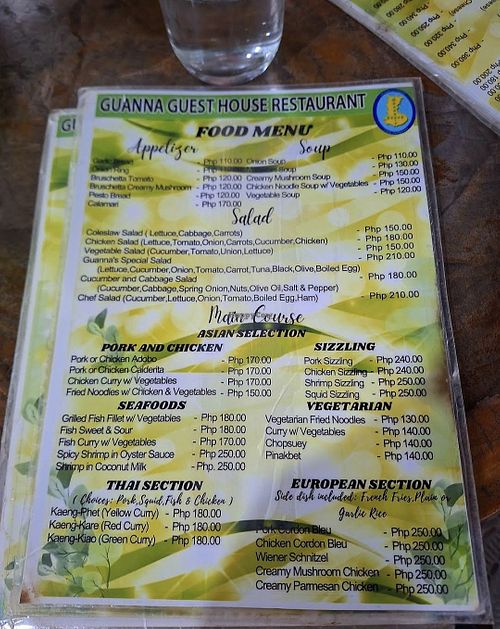 GUANNA GUEST HOUSE RESTAURANT
FOOD MENU
Appetizer
Garlic Bread - Php 110.00
Onion Ring - Php
Bruschetta Tomato - Php 120.00
Bruschetta Creamy Mushroom - Php 120.00
Pesto Bread - Php 120.00
Calamari - Php 170.00
Soup
Onion Soup - Php 110.00
Soup - Php 130.00
Creamy Mushroom Soup - Php 150.00
Chicken Noodle Soup w/ Vegetables - Php 150.00
Vegetable Soup - Php 120.00
Salad
Coleslaw Salad ( Lettuce,Cabbage,Carrots) - Php 150.00
Chicken Salad (Lettuce,Tomato,Onion,Carrots,Cucumber,Chicken) - Php 180.00
Vegetable Salad (Cucumber,Tomato,Union,Lettuce) - Php 150.00
Guanna's Special Salad - Php 210.00
(Lettuce,Cucumber,Onion,Tomato,Carrot,Tuna,Black,Olive,Boiled Egg)
Cucumber and Cabbage Salad - Php 180.00
(Cucumber,Cabbage,Spring Onion,Nuts,Olive Oil,Salt & Pepper)
Chef Salad (Cucumber,Lettuce,Onion,Tomato,Boiled Egg,Ham) - Php 210.00
Main Course
ASIAN SELECTION
PORK AND CHICKEN
Pork or Chicken Adobo - Php 170.00
Pork or Chicken Calderita - Php 170.00
Chicken Curry w/ Vegetables - Php 170.00
Fried Noodles w/ Chicken & Vegetables - Php 150.00
SIZZLING
Pork Sizzling - Php 240.00
Chicken Sizzling - Php 240.00
Shrimp Sizzling - Php 250.00
Squid Sizzling - Php 250.00
SEAFOODS
Grilled Fish Fillet w/ Vegetables - Php 180.00
Fish Sweet & Sour - Php 180.00
Fish Curry w/ Vegetables - Php 170.00
Spicy Shrimp in Oyster Sauce - Php 250.00
Shrimp in Coconut Milk - Php. 250.00
VEGETARIAN
Vegetarian Fried Noodles - Php 130.00
Curry w/ Vegetables - Php 140.00
Chopsuey - Php 140.00
Pinakbet - Php 140.00
THAI SECTION
( Choices: Pork,Squid,Fish & Chicken )
Kaeng-Phet (Yellow Curry) - Php 180.00
Kaeng-Kare (Red Curry) - Php 180.00
Kaeng-Kiao (Green Curry) - Php 180.00
EUROPEAN SECTION
Side dish included: French Fries,Plain or
Garlic Rice
Pork Cordon Bleu - Php 250.00
Chicken Cordon Bleu - Php 250.00
Wiener Schnitzel - Php 250.00
Creamy Mushroom Chicken - Php 250.00
Creamy Parmesan Chicken - Php 250.00